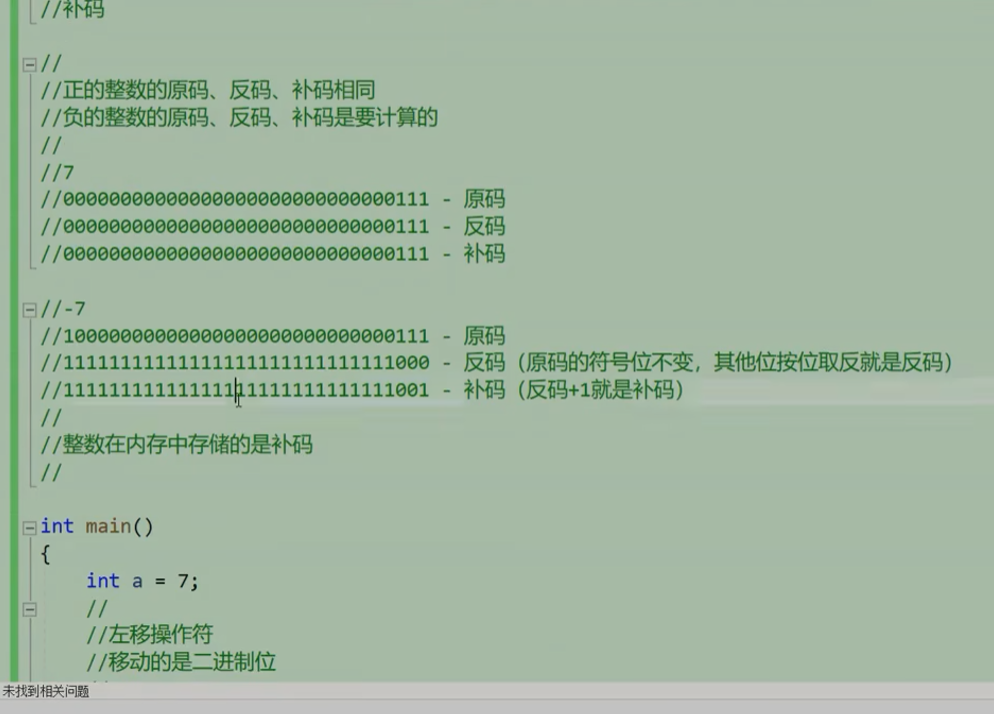 //补码
//
//正的整数的原码、反码、补码相同
//负的整数的原码、反码、补码是要计算的
//
//7
//00000000000000000000000000000111 - 原码
//00000000000000000000000000000111 - 反码
//00000000000000000000000000000111 - 补码
//-7
//10000000000000000000000000000111 - 原码
//11111111111111111111111111111000 - 反码（原码的符号位不变，其他位按位取反就是反码）
//11111111111111111111111111111001 - 补码（反码+1就是补码）
//
//整数在内存中存储的是补码
//
int main()
{
int a = 7;
//
//左移操作符
//移动的是二进制位
未找到相关问题